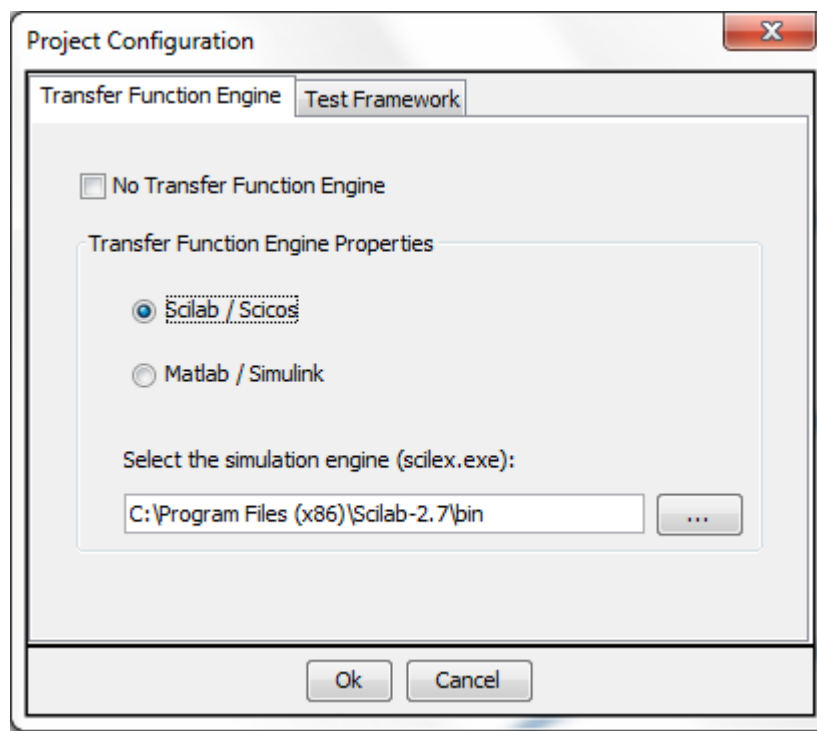 Project Configuration
Transfer Function Engine Test Framework
No Transfer Function Engine
Transfer Function Engine Properties
Scilab / Scicos
Matlab / Simulink
Select the simulation engine (scilex.exe):
C:\Program Files (x86)\Scilab-2.7\bin ...
Ok Cancel